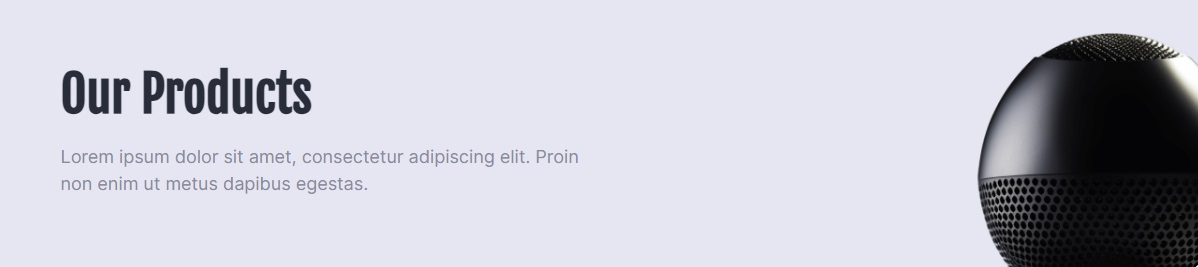 Our Products
Lorem ipsum dolor sit amet, consectetur adipiscing elit. Proin
non enim ut metus dapibus egestas.